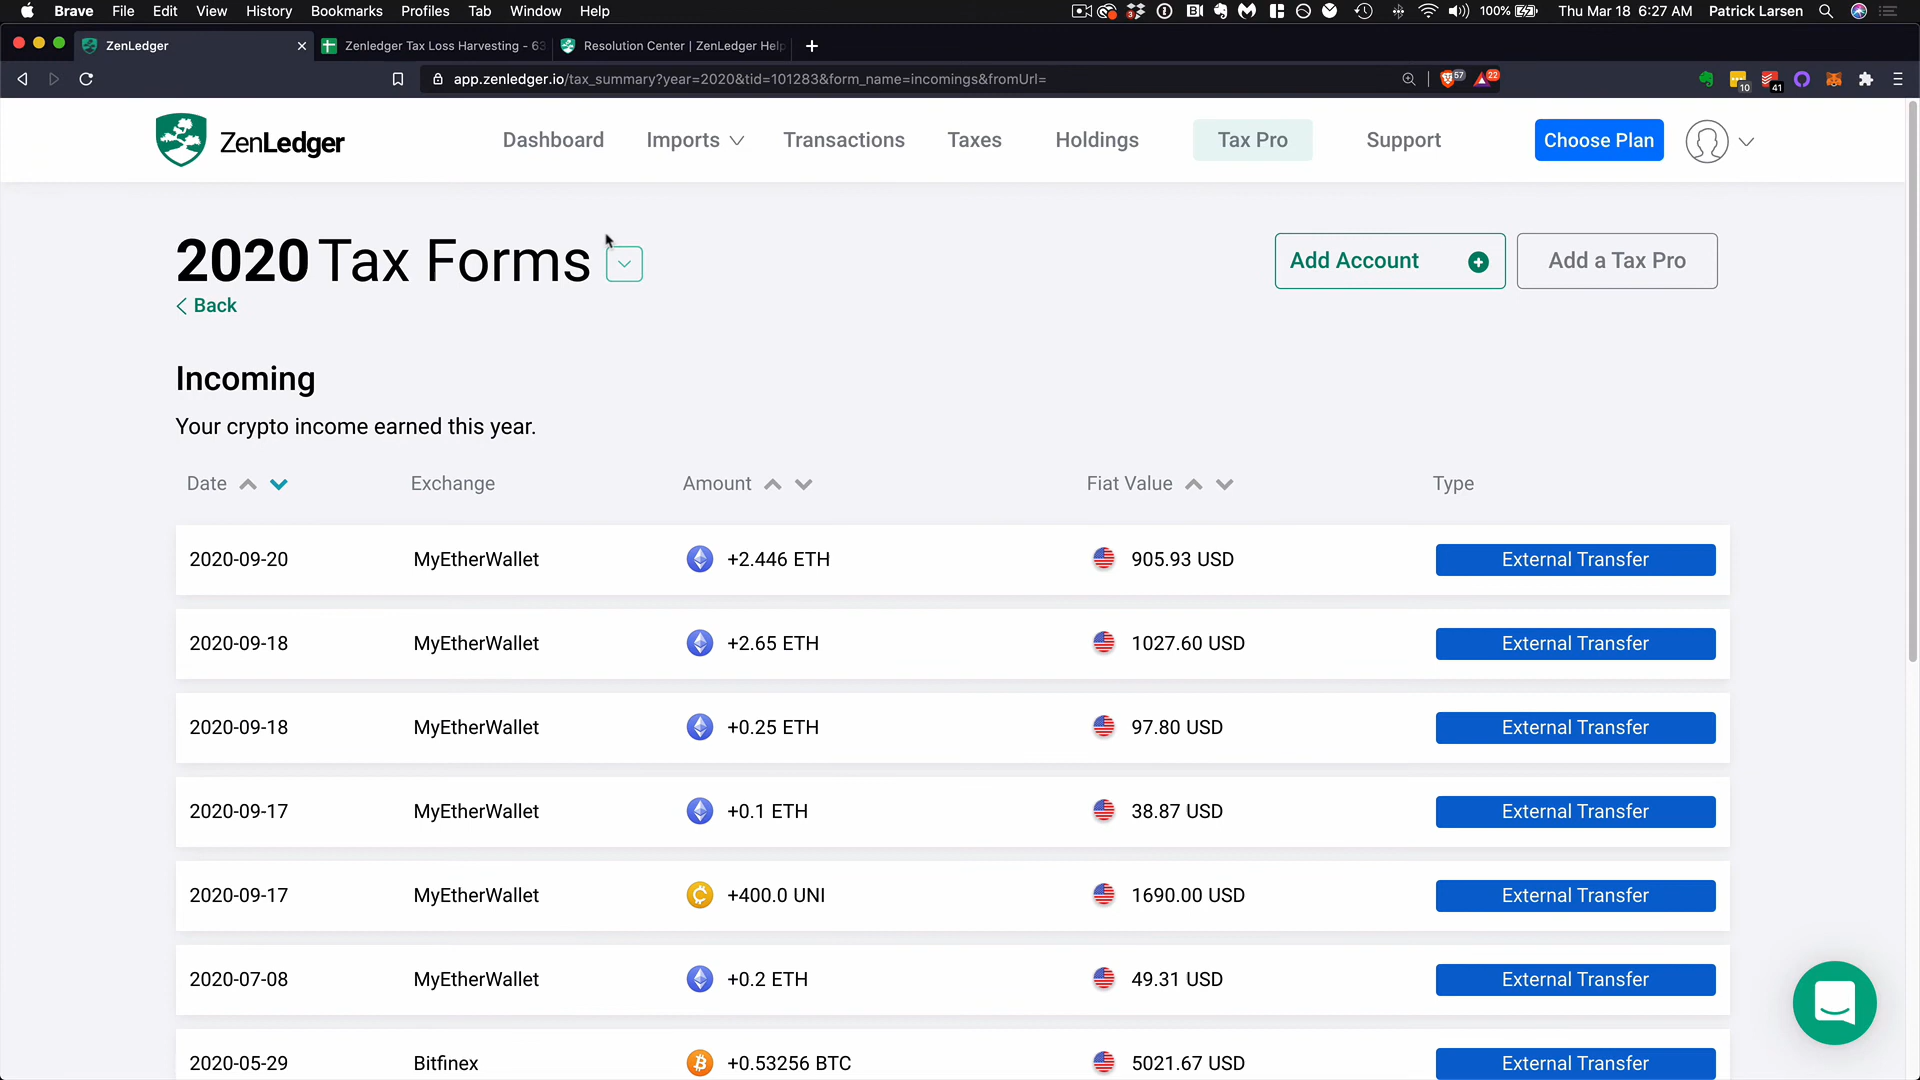 Brave File Edit View History Bookmarks Profiles Tab Window Help 3 100% Thu Mar 18 6:27 AM Patrick Larsen
ZenLedger Zenledger Tax Loss Harvesting - 63 Resolution Center | ZenLedger Help
app.zenledger.io/tax_summary?year=2020&tid=101283&form_name=incomings&fromUrl= 57 22 10 41
ZenLedger Dashboard Imports Transactions Taxes Holdings Tax Pro Support Choose Plan
2020 Tax Forms Add Account Add a Tax Pro
Back
Incoming
Your crypto income earned this year.
Date Exchange Amount Fiat Value Type
2020-09-20 MyEtherWallet +2.446 ETH 905.93 USD External Transfer
2020-09-18 MyEtherWallet +2.65 ETH 1027.60 USD External Transfer
2020-09-18 MyEtherWallet +0.25 ETH 97.80 USD External Transfer
2020-09-17 MyEtherWallet +0.1 ETH 38.87 USD External Transfer
2020-09-17 MyEtherWallet +400.0 UNI 1690.00 USD External Transfer
2020-07-08 MyEtherWallet +0.2 ETH 49.31 USD External Transfer
2020-05-29 Bitfinex +0.53256 BTC 5021.67 USD External Transfer